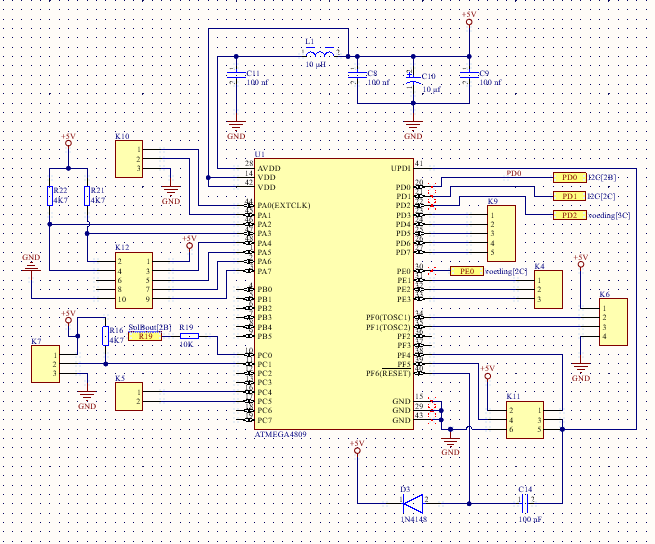 +5V
L1
1
2
10 µH
C11
100 nf
C8
100 nf
C10
10 µf
C9
100 nf
GND
GND
+5V
K10
1
2
3
GND
U1
28
AVDD
14
VDD
42
VDD
PA0(EXTCLK)
PA1
PA2
PA3
PA4
PA5
PA6
PA7
PB0
PB1
PB2
PB3
PB4
PB5
PC0
PC1
PC2
PC3
PC4
PC5
PC6
PC7
UPDI
41
PD0
PD1
PD2
PD3
PD4
PD5
PD6
PD7
PE0
PE1
PE2
PE3
PF0(TOSC1)
PF1(TOSC2)
PF2
PF3
PF4
PF5
PF6(RESET)
GND
15
GND
29
GND
43
ATMEGA4809
PD0
PD0
I2C[2B]
PD1
I2C[2C]
PD2
voeding[3C]
K9
1
2
3
4
5
PE0
voeding[2C]
K4
1
2
3
+5V
K6
1
2
3
4
GND
R22
4K7
R21
4K7
K12
+5V
2
1
4
3
6
5
8
7
10
9
GND
+5V
K7
1
2
3
R16
4K7
SolBout[2B]
R19
R19
10K
GND
K5
1
2
+5V
K11
2
1
4
3
6
5
GND
+5V
D3
1
2
1N4148
C14
1
2
100 nF